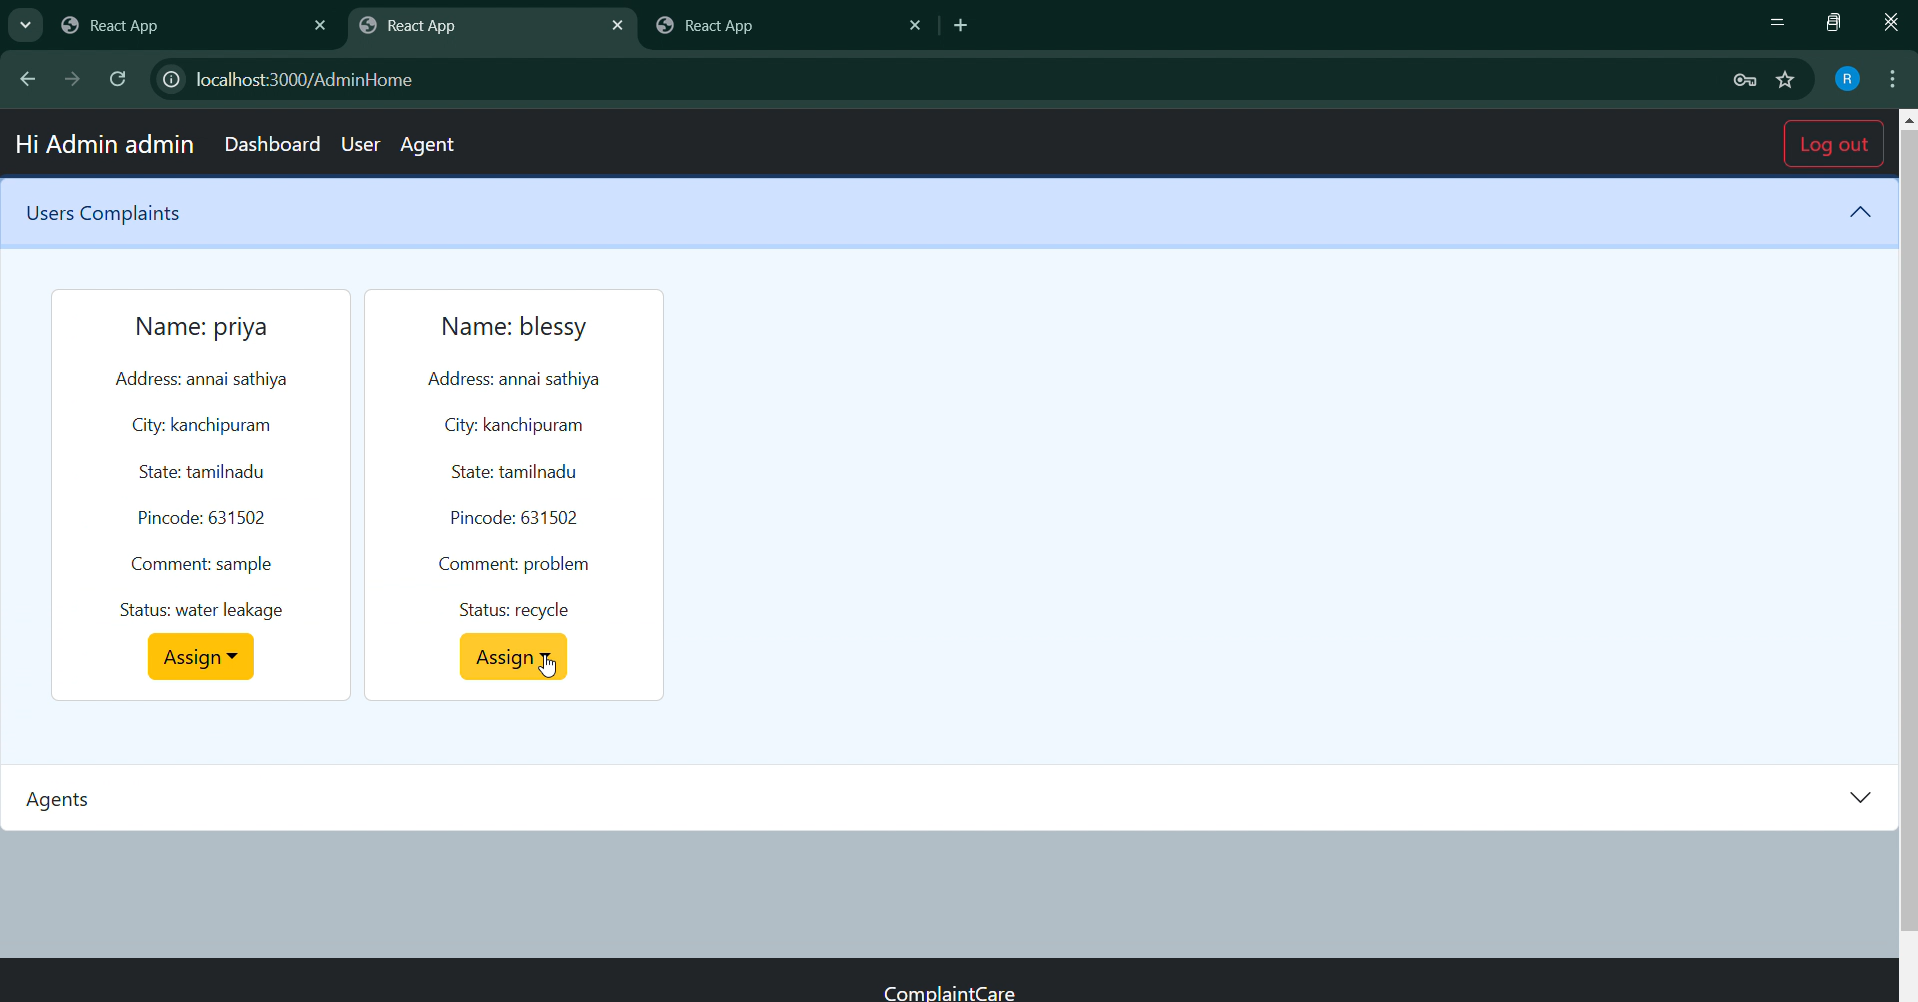 React App
React App
React App
localhost:3000/AdminHome
R
Hi Admin admin
Dashboard
User
Agent
Log out
Users Complaints
Name: priya
Address: annai sathiya
City: kanchipuram
State: tamilnadu
Pincode: 631502
Comment: sample
Status: water leakage
Assign
Name: blessy
Address: annai sathiya
City: kanchipuram
State: tamilnadu
Pincode: 631502
Comment: problem
Status: recycle
Assign
Agents
ComplaintCare